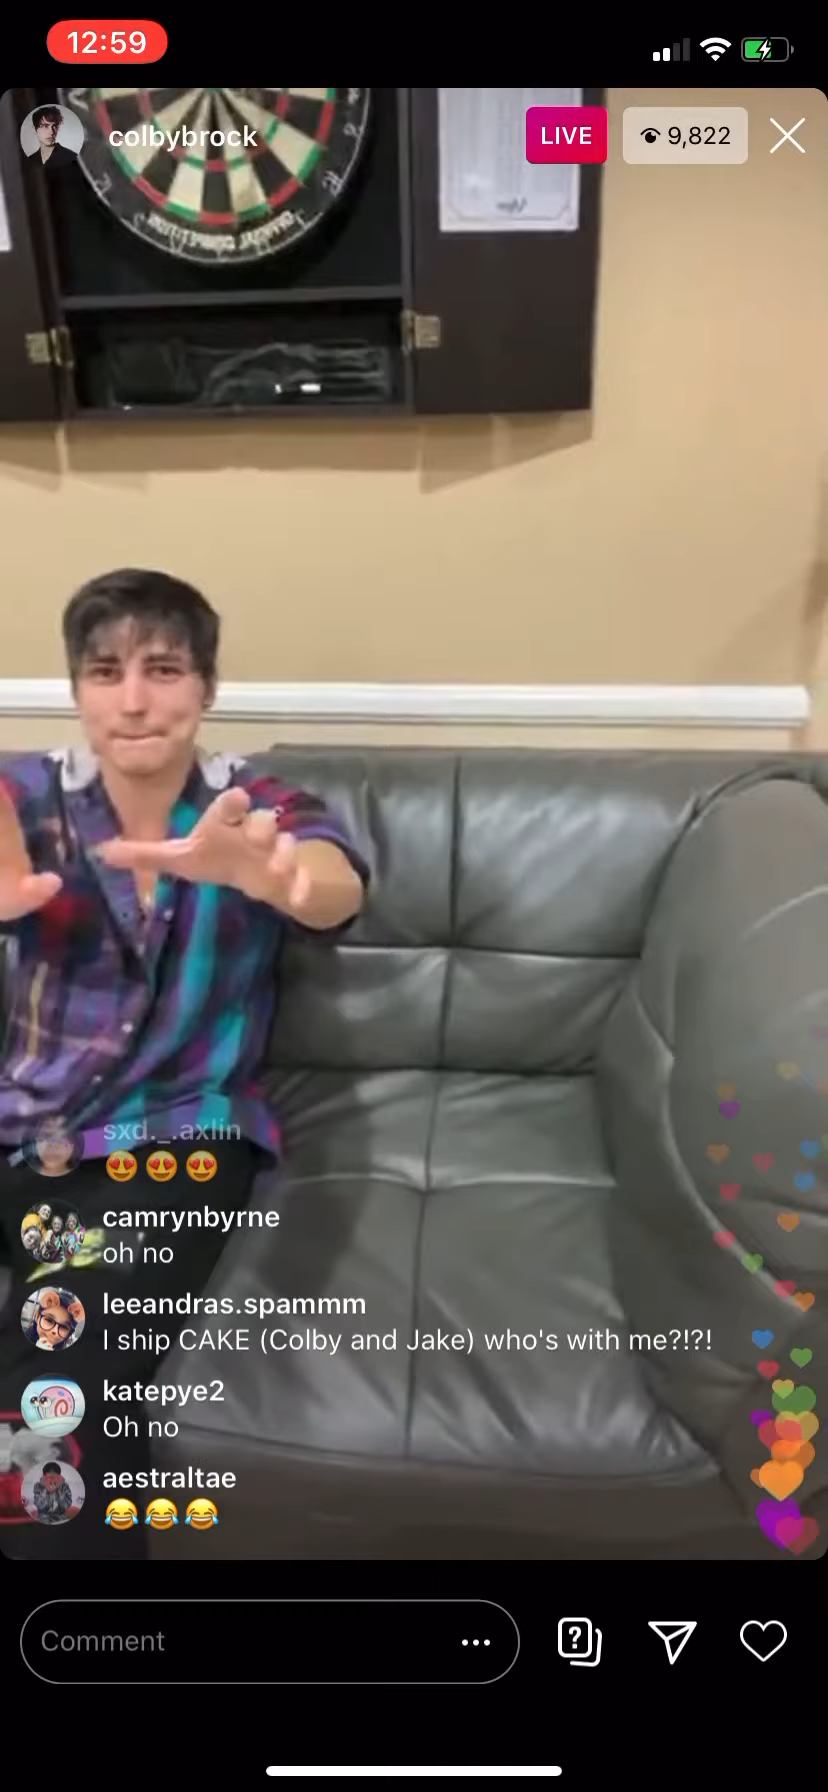 12:59
colbybrock
LIVE
9,822
sxd._.axlin
😍😍😍
camrynbyrne
oh no
leeandras.spammm
I ship CAKE (Colby and Jake) who's with me?!?!
katepye2
Oh no
aestraltae
😂😂😂
Comment